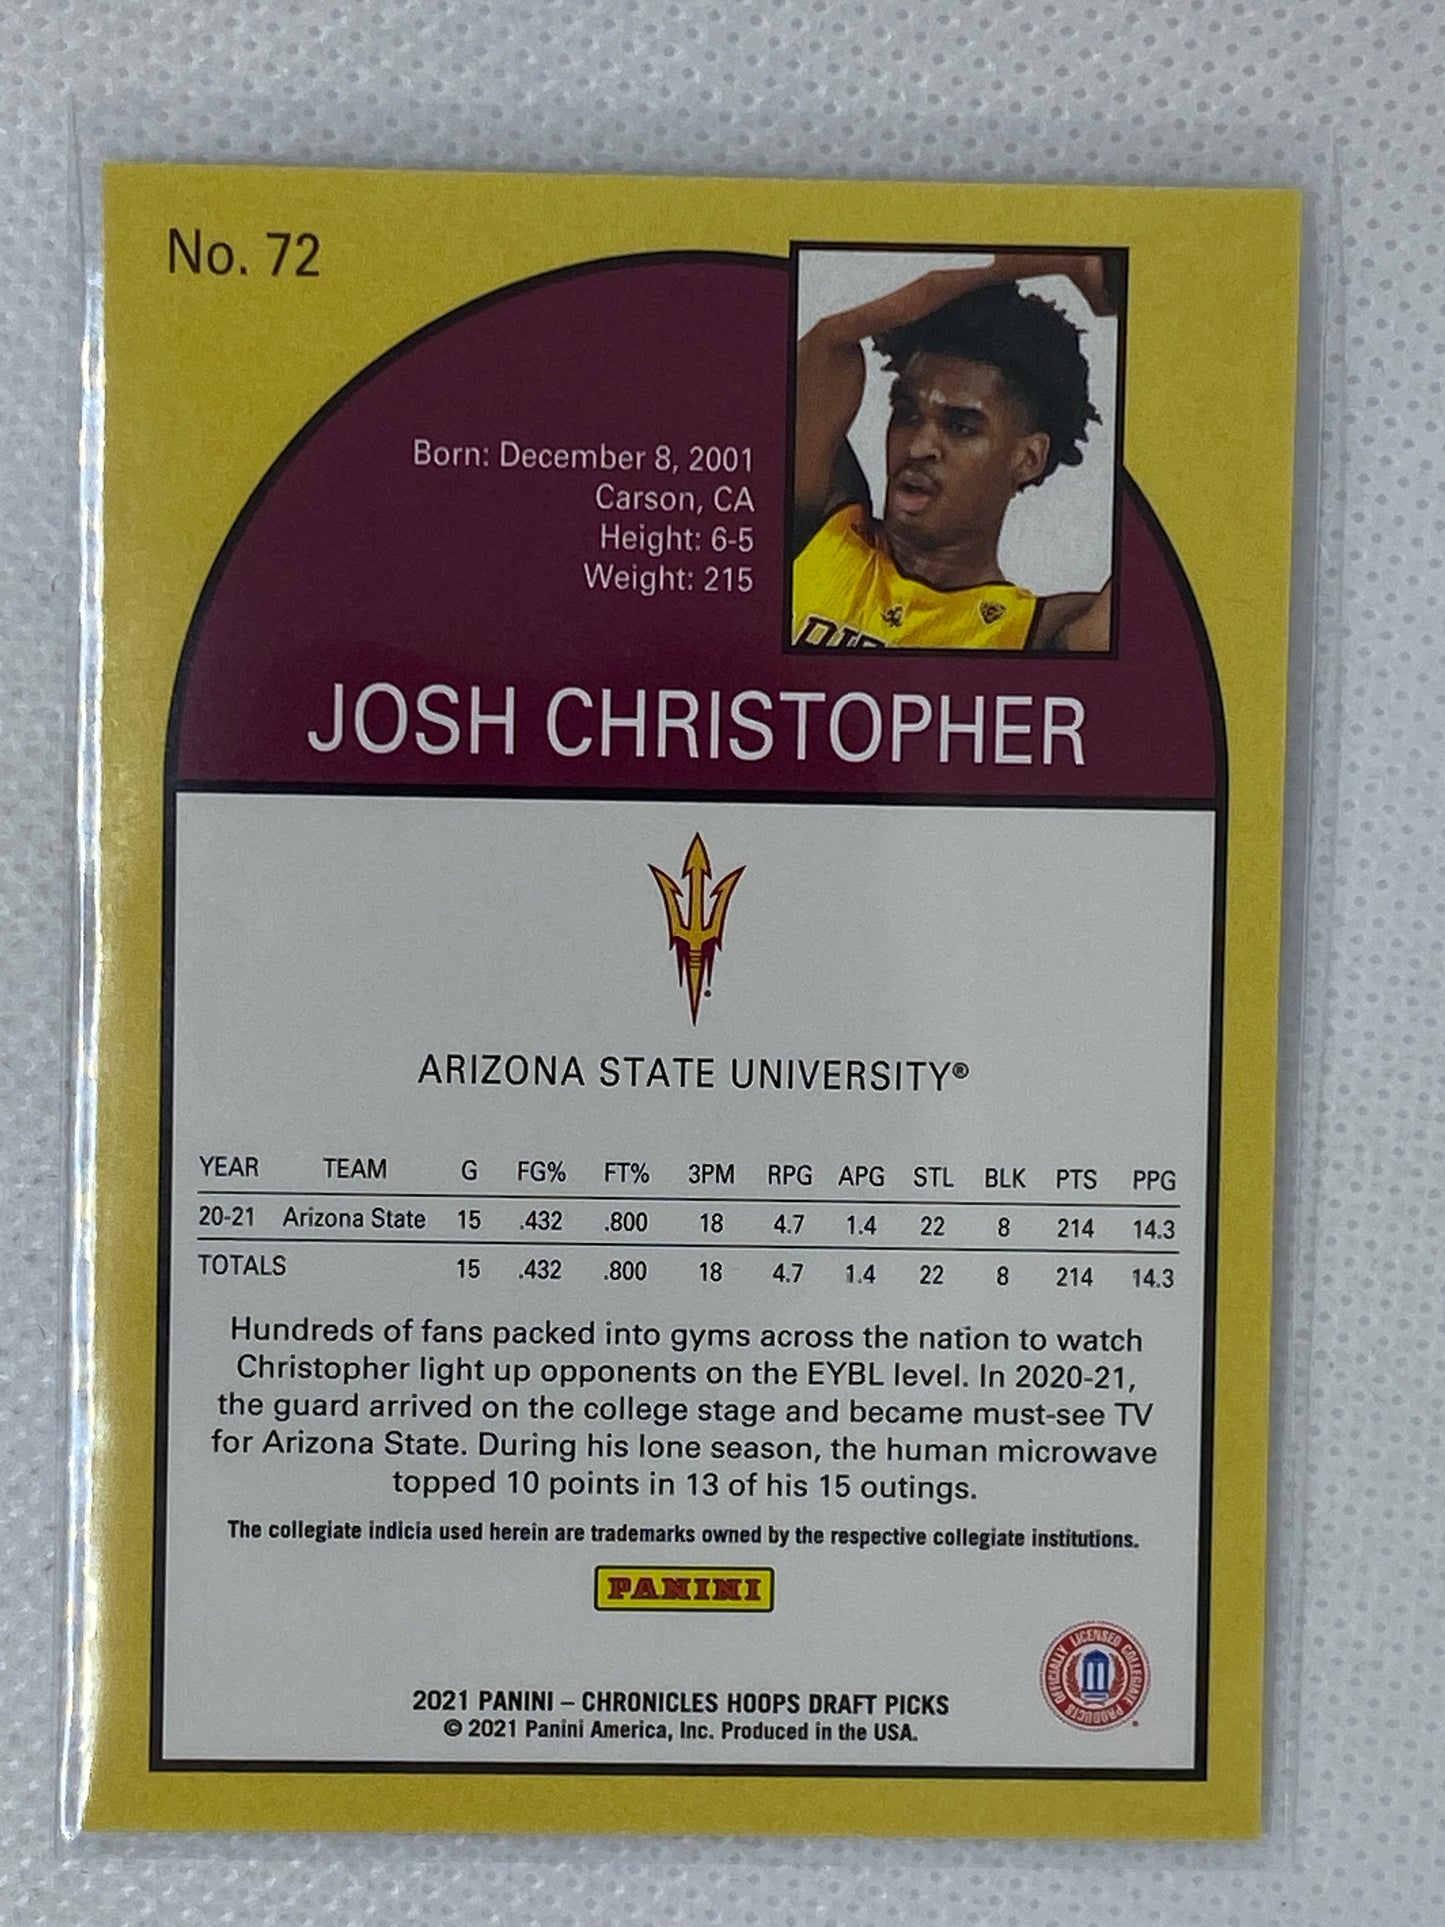 No. 72
Born: December 8, 2001
Carson, CA
Height: 6-5
Weight: 215
JOSH CHRISTOPHER
ARIZONA STATE UNIVERSITY®
YEAR TEAM G FG% FT% 3PM RPG APG STL BLK PTS PPG
20-21 Arizona State 15 .432 .800 18 4.7 1.4 22 8 214 14.3
TOTALS 15 .432 .800 18 4.7 1.4 22 8 214 14.3
Hundreds of fans packed into gyms across the nation to watch
Christopher light up opponents on the EYBL level. In 2020-21,
the guard arrived on the college stage and became must-see TV
for Arizona State. During his lone season, the human microwave
topped 10 points in 13 of his 15 outings.
The collegiate indicia used herein are trademarks owned by the respective collegiate institutions.
PANINI
OFFICIALLY LICENSED COLLEGIATE PRODUCTS
2021 PANINI – CHRONICLES HOOPS DRAFT PICKS
© 2021 Panini America, Inc. Produced in the USA.